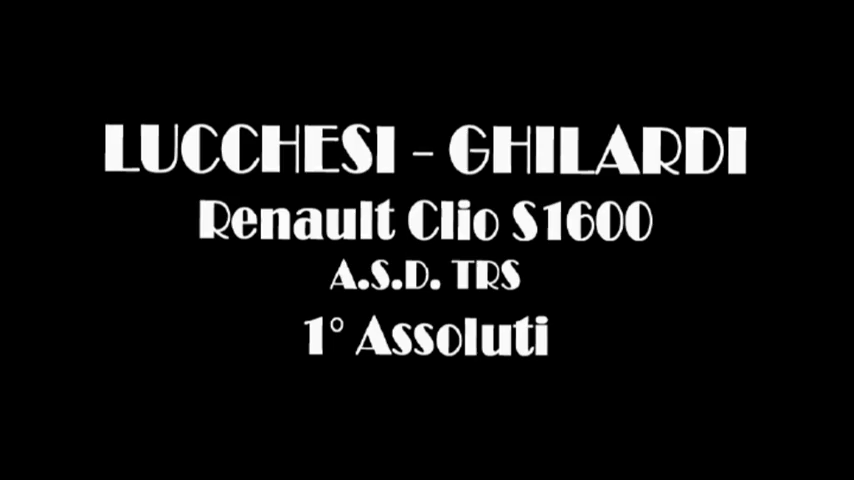 LUCCHESI - GHILARDI
Renault Clio S1600
A.S.D. TRS
1° Assoluti